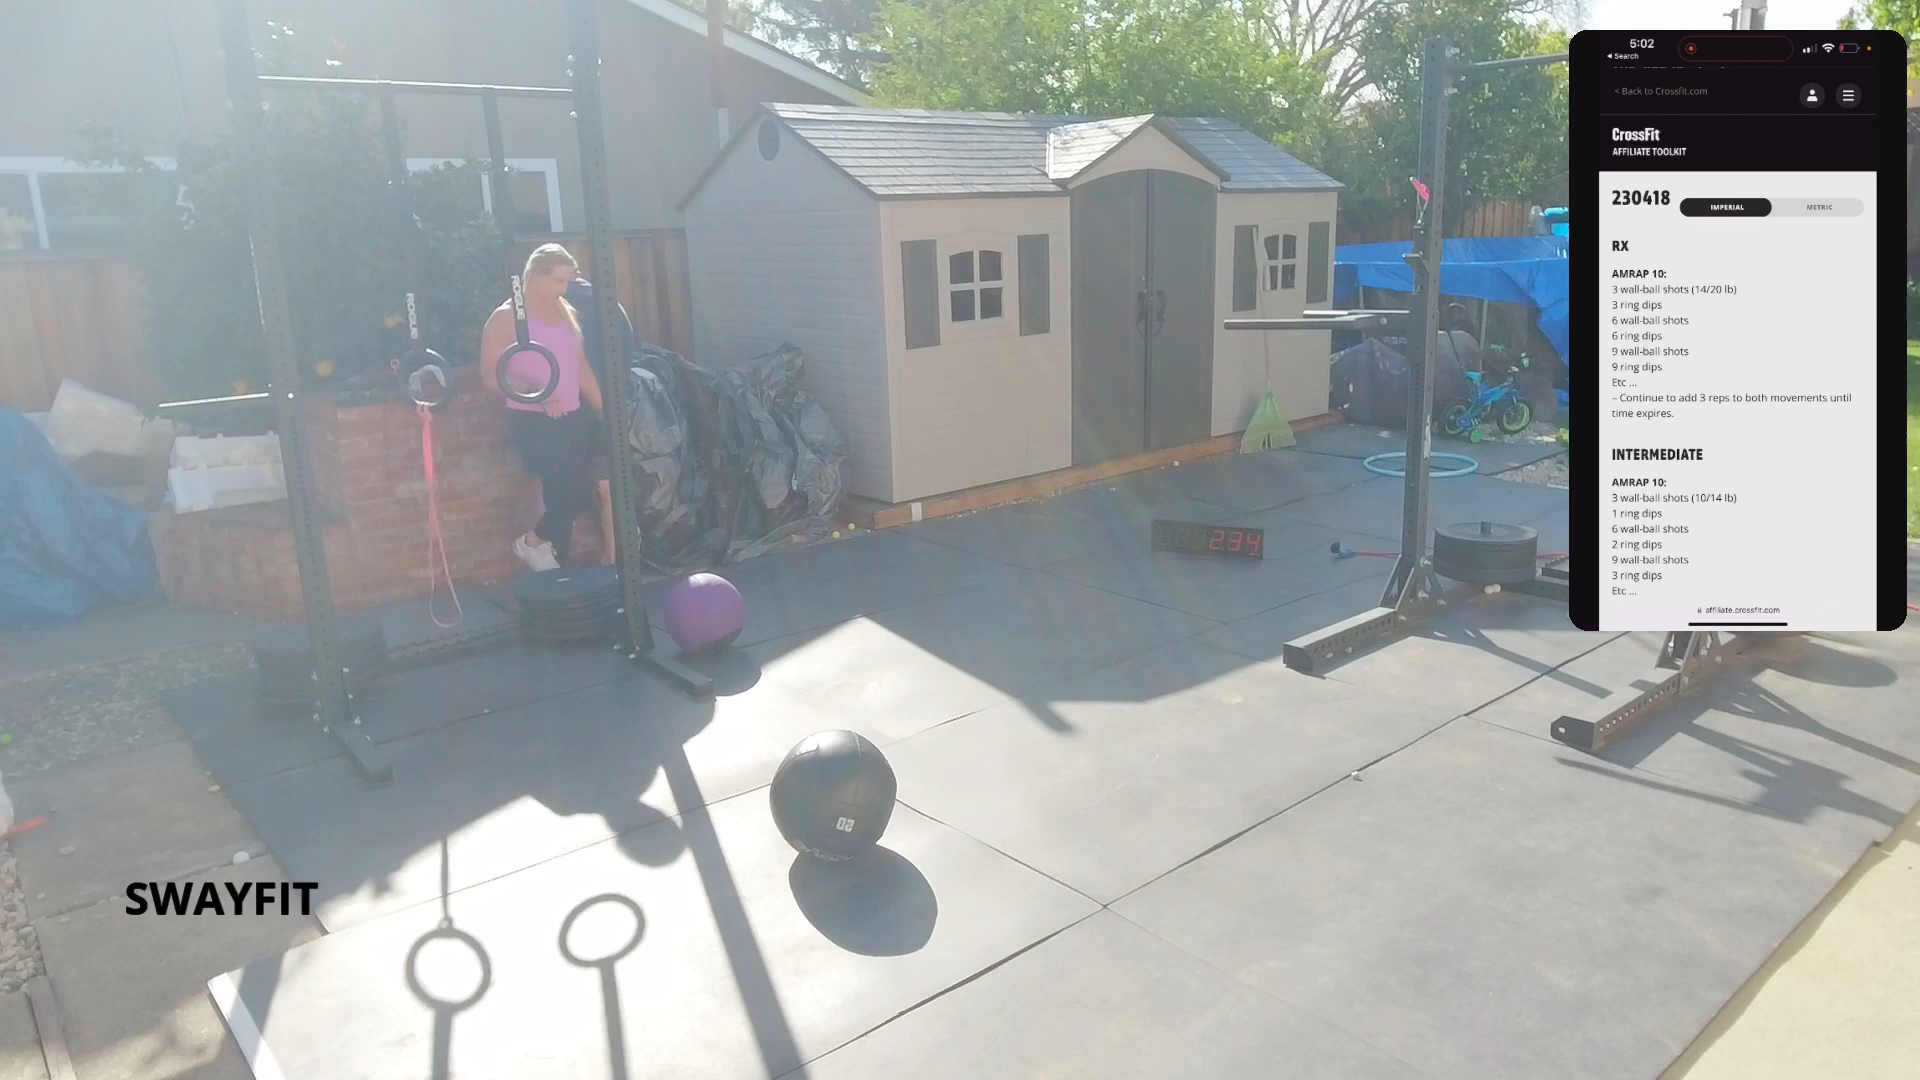 ROGUE
ROGUE
2:34
20
SWAYFIT
5:02
Search
< Back to Crossfit.com
CrossFit
AFFILIATE TOOLKIT
230418
IMPERIAL
METRIC
RX
AMRAP 10:
3 wall-ball shots (14/20 lb)
3 ring dips
6 wall-ball shots
6 ring dips
9 wall-ball shots
9 ring dips
Etc ...
– Continue to add 3 reps to both movements until
time expires.
INTERMEDIATE
AMRAP 10:
3 wall-ball shots (10/14 lb)
1 ring dips
6 wall-ball shots
2 ring dips
9 wall-ball shots
3 ring dips
Etc ...
affiliate.crossfit.com